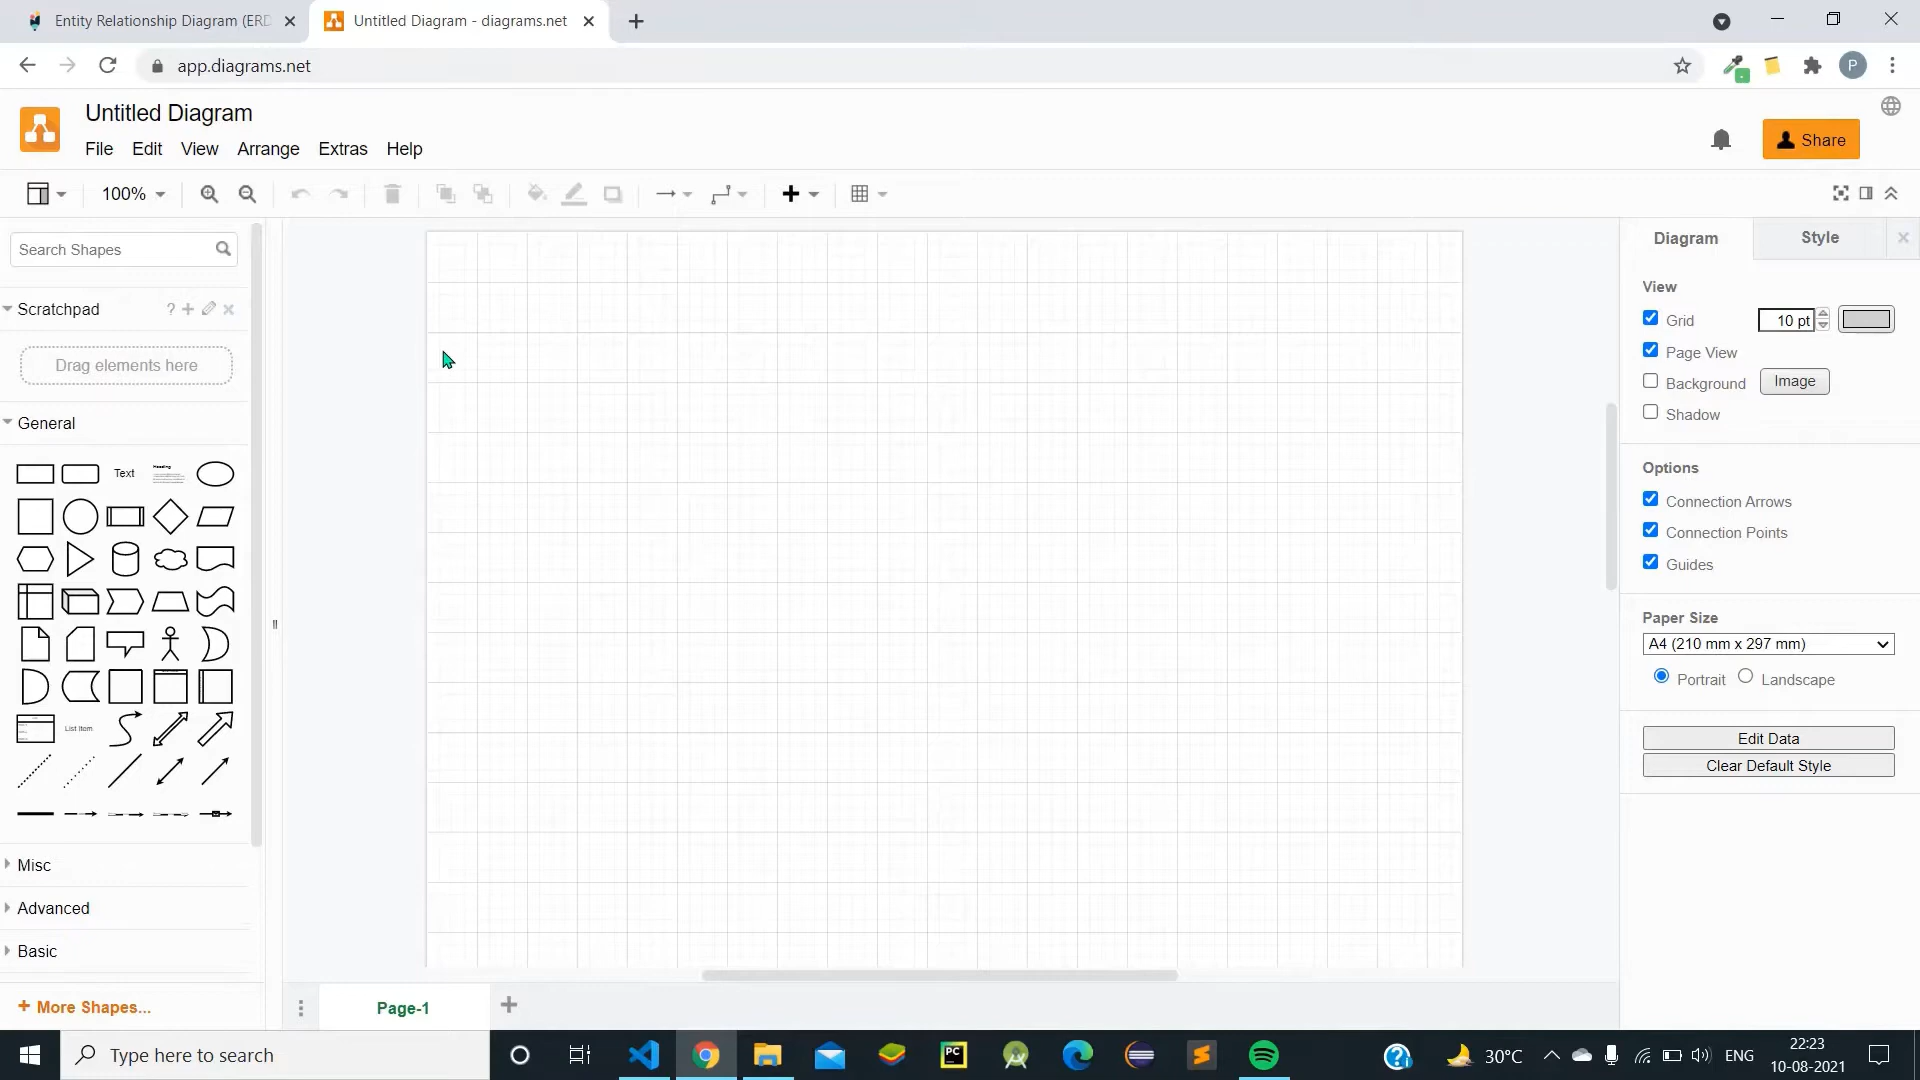 Entity Relationship Diagram (ERD
Untitled Diagram - diagrams.net
app.diagrams.net
P
Untitled Diagram
File Edit View Arrange Extras Help
Share
100%
Search Shapes
Diagram Style
View
Scratchpad ?
Grid 10 pt
Page View
Drag elements here
Background Image
Shadow
General
Options
Text Heading
Connection Arrows
Connection Points
Guides
Paper Size
A4 (210 mm x 297 mm)
Portrait Landscape
List Item
Edit Data
Clear Default Style
Misc
Advanced
Basic
+ More Shapes...
Page-1
Type here to search
PC
30°C
ENG
22:23
10-08-2021